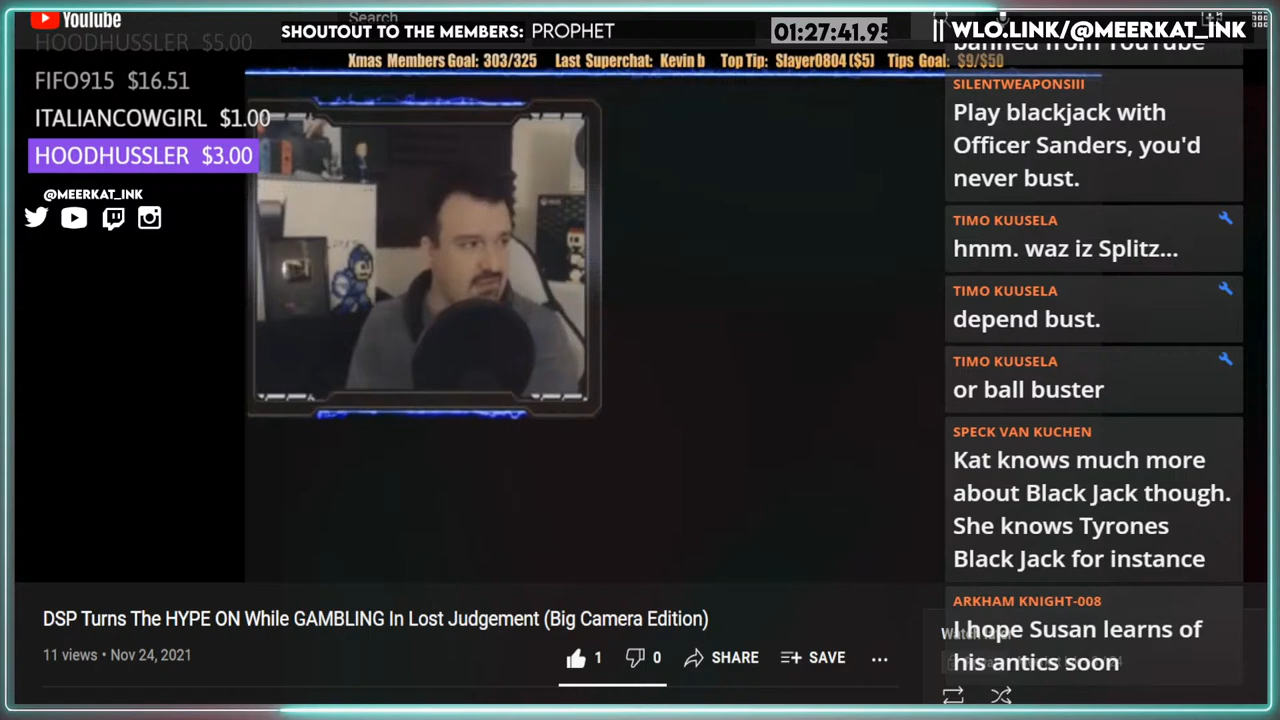 YouTube
Search
SHOUTOUT TO THE MEMBERS: PROPHET
01:27:41.95
|| WLO.LINK/@MEERKAT_INK
HOODHUSSLER $5.00
FIFO915 $16.51
ITALIANCOWGIRL $1.00
HOODHUSSLER $3.00
@MEERKAT_INK
Xmas Members Goal: 303/325 Last Superchat: Kevin b Top Tip: Slayer0804 ($5) Tips Goal: $9/$50
banned from YouTube
SILENTWEAPONSIII
Play blackjack with
Officer Sanders, you'd
never bust.
TIMO KUUSELA
hmm. waz iz Splitz...
TIMO KUUSELA
depend bust.
TIMO KUUSELA
or ball buster
SPECK VAN KUCHEN
Kat knows much more
about Black Jack though.
She knows Tyrones
Black Jack for instance
ARKHAM KNIGHT-008
I hope Susan learns of
his antics soon
DSP Turns The HYPE ON While GAMBLING In Lost Judgement (Big Camera Edition)
11 views • Nov 24, 2021
1
0
SHARE
SAVE